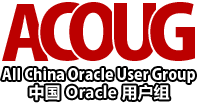 ACOUG
All China Oracle User Group
中国 Oracle 用户组